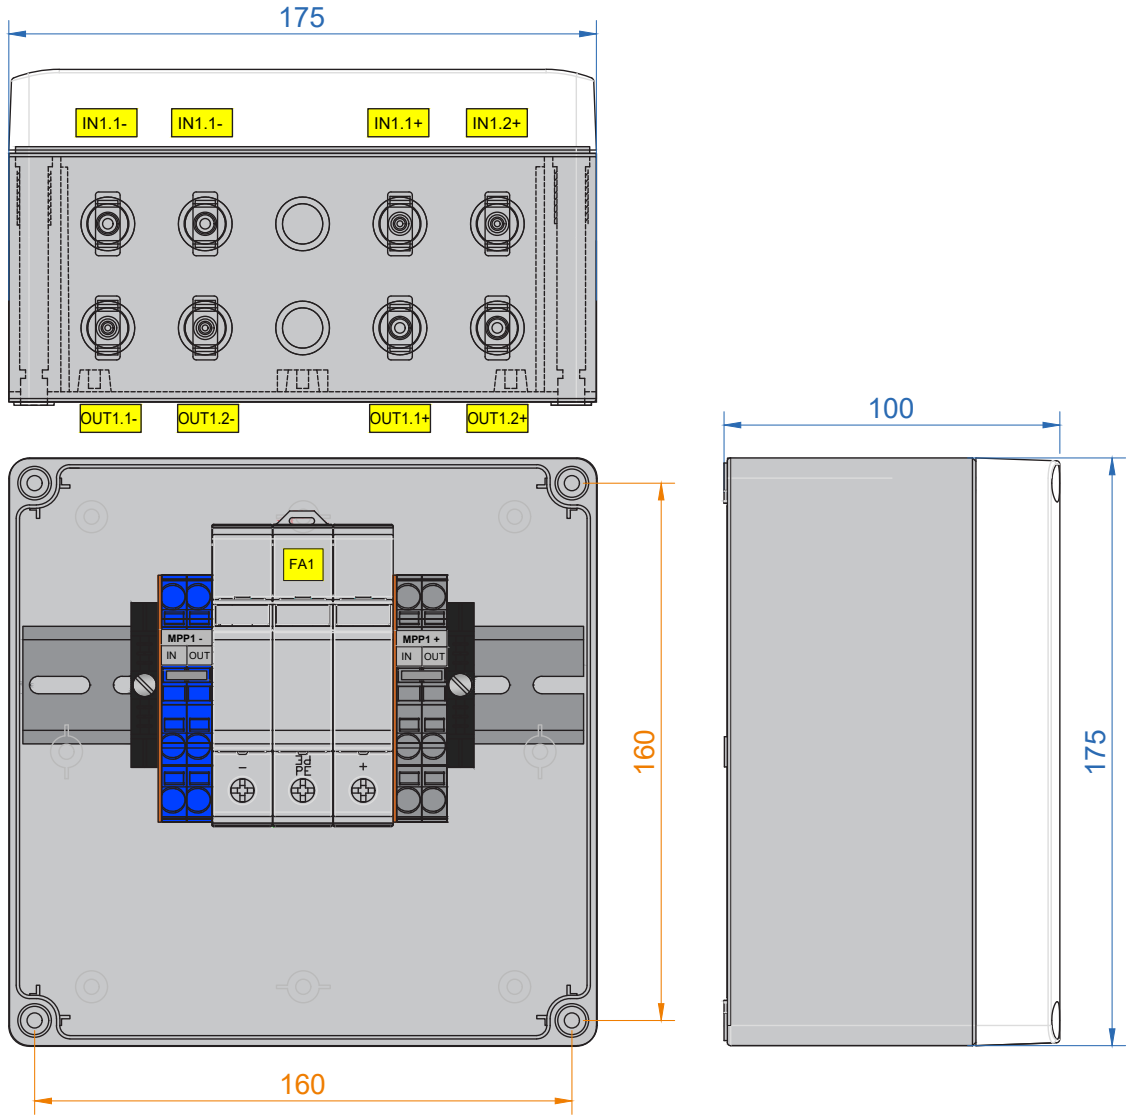 175
IN1.1- IN1.1- IN1.1+ IN1.2+
OUT1.1- OUT1.2- OUT1.1+ OUT1.2+
100
FA1
MPP1 - MPP1 +
IN OUT IN OUT
160
175
- PE +
PE
160